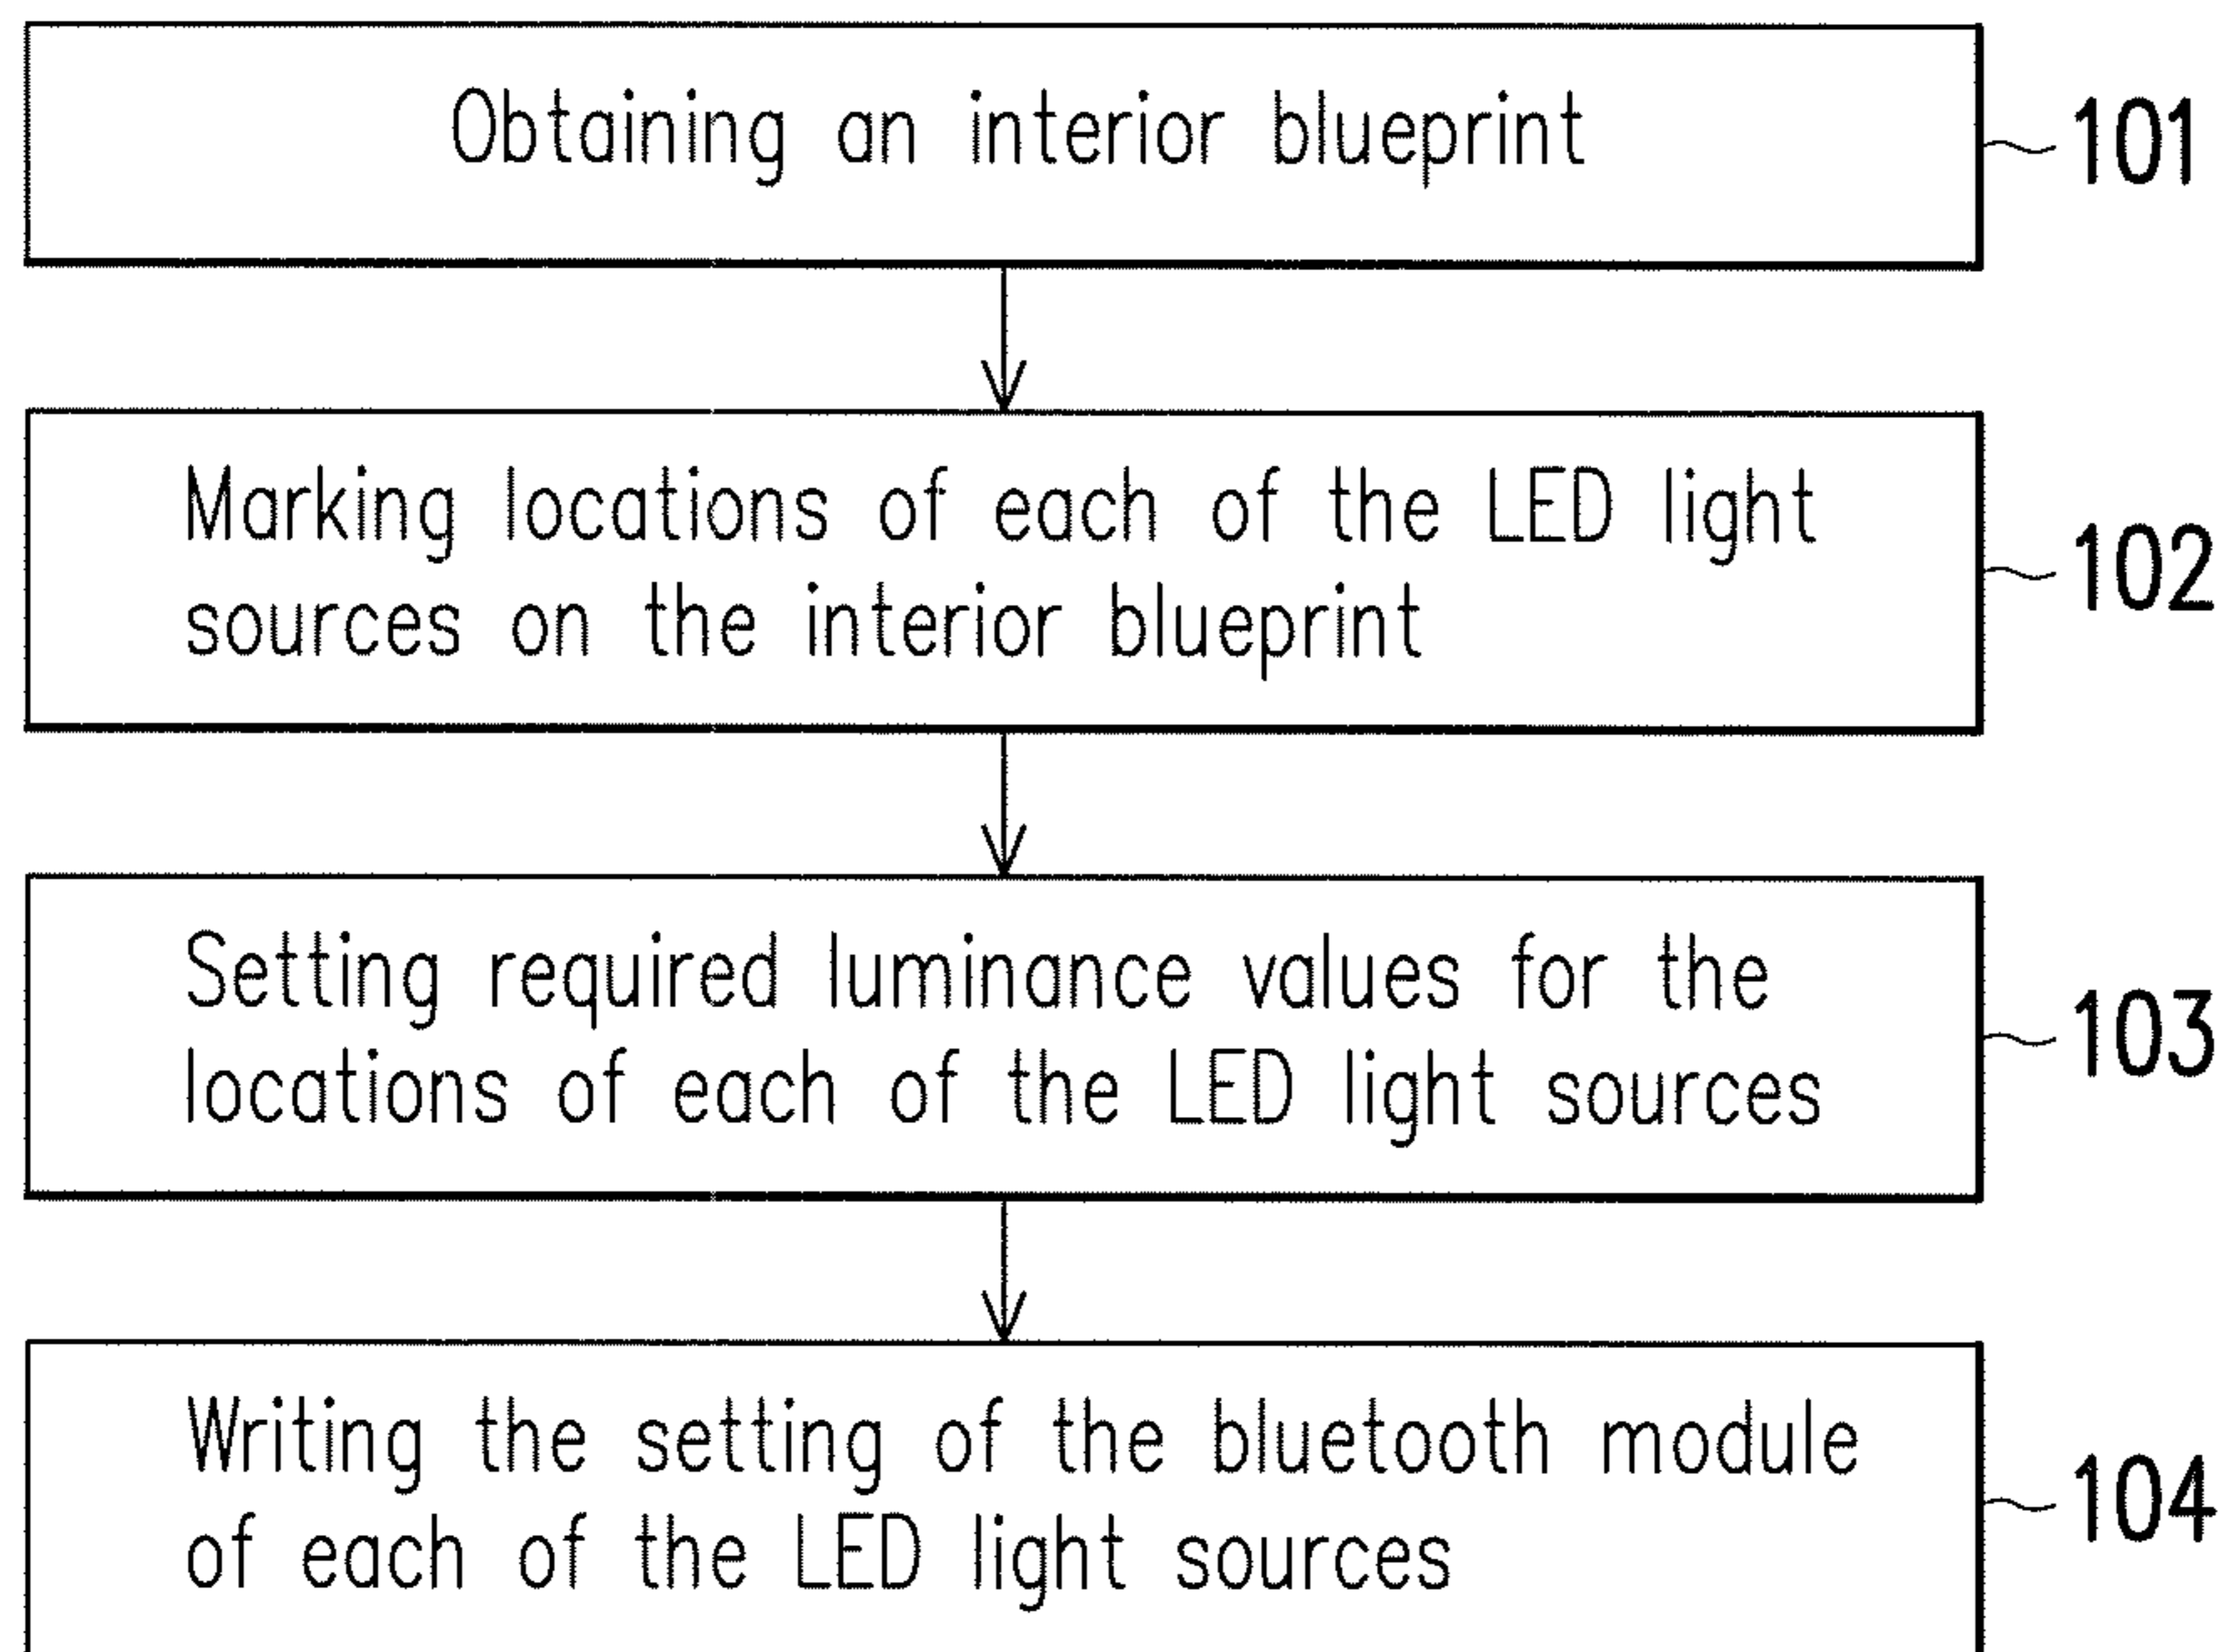 Obtaining an interior blueprint
101
Marking locations of each of the LED light
sources on the interior blueprint
102
Setting required luminance values for the
locations of each of the LED light sources
103
Writing the setting of the bluetooth module
of each of the LED light sources
104